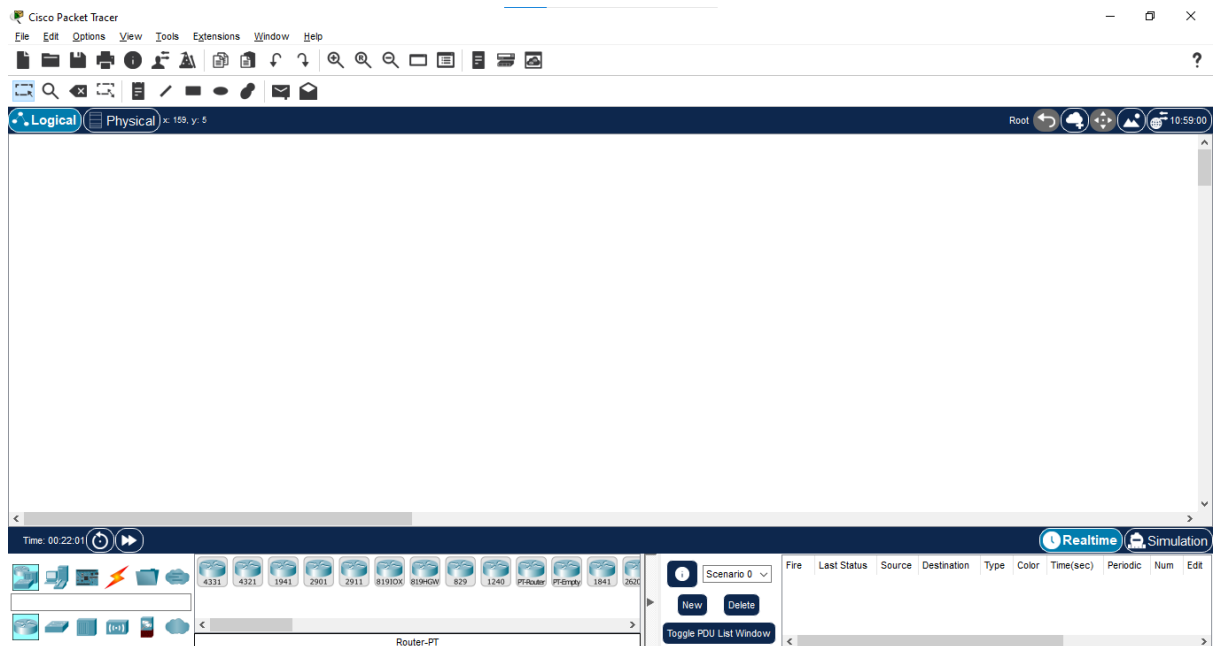 Cisco Packet Tracer
File Edit Options View Tools Extensions Window Help
?
Logical Physical x: 159, y: 5 Root 10:59:00
Time: 00:22:01 Realtime Simulation
4331 4321 1941 2901 2911 819IOX 819HGW 829 1240 PT-Router PT-Empty 1841 2620
Scenario 0
Fire Last Status Source Destination Type Color Time(sec) Periodic Num Edit
New Delete
Toggle PDU List Window
Router-PT